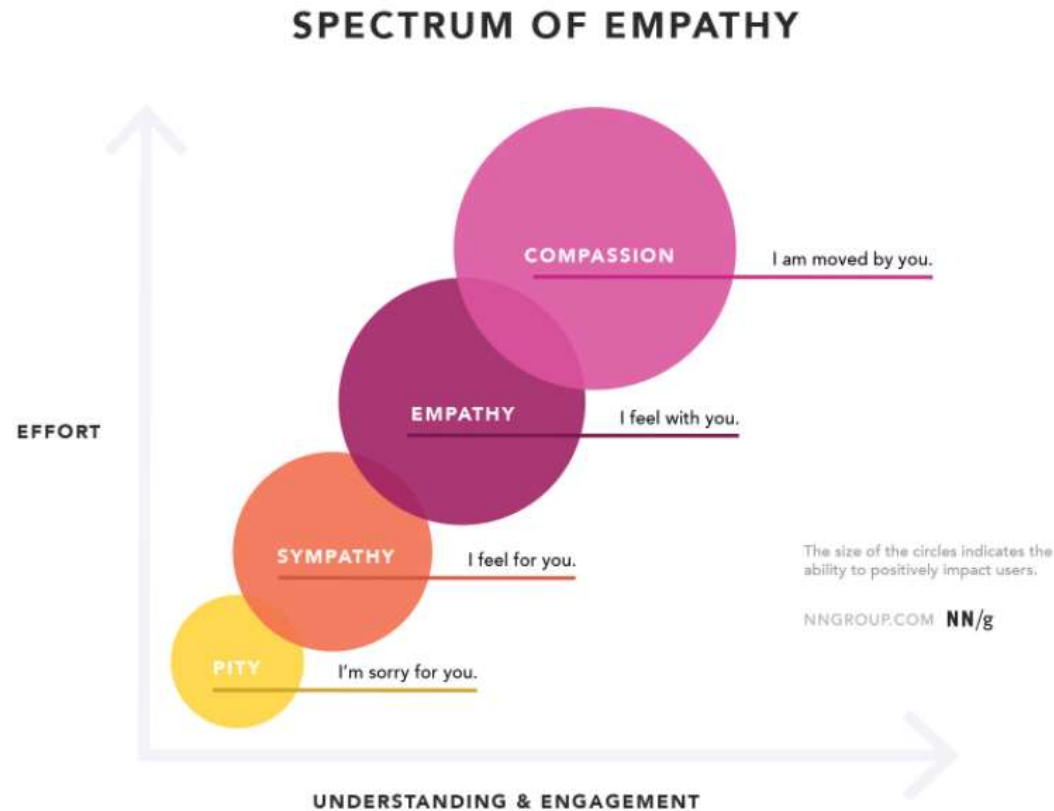 SPECTRUM OF EMPATHY
COMPASSION
I am moved by you.
EMPATHY
I feel with you.
EFFORT
SYMPATHY
I feel for you.
The size of the circles indicates the
ability to positively impact users.
NNGROUP.COM NN/g
PITY
I'm sorry for you.
UNDERSTANDING & ENGAGEMENT